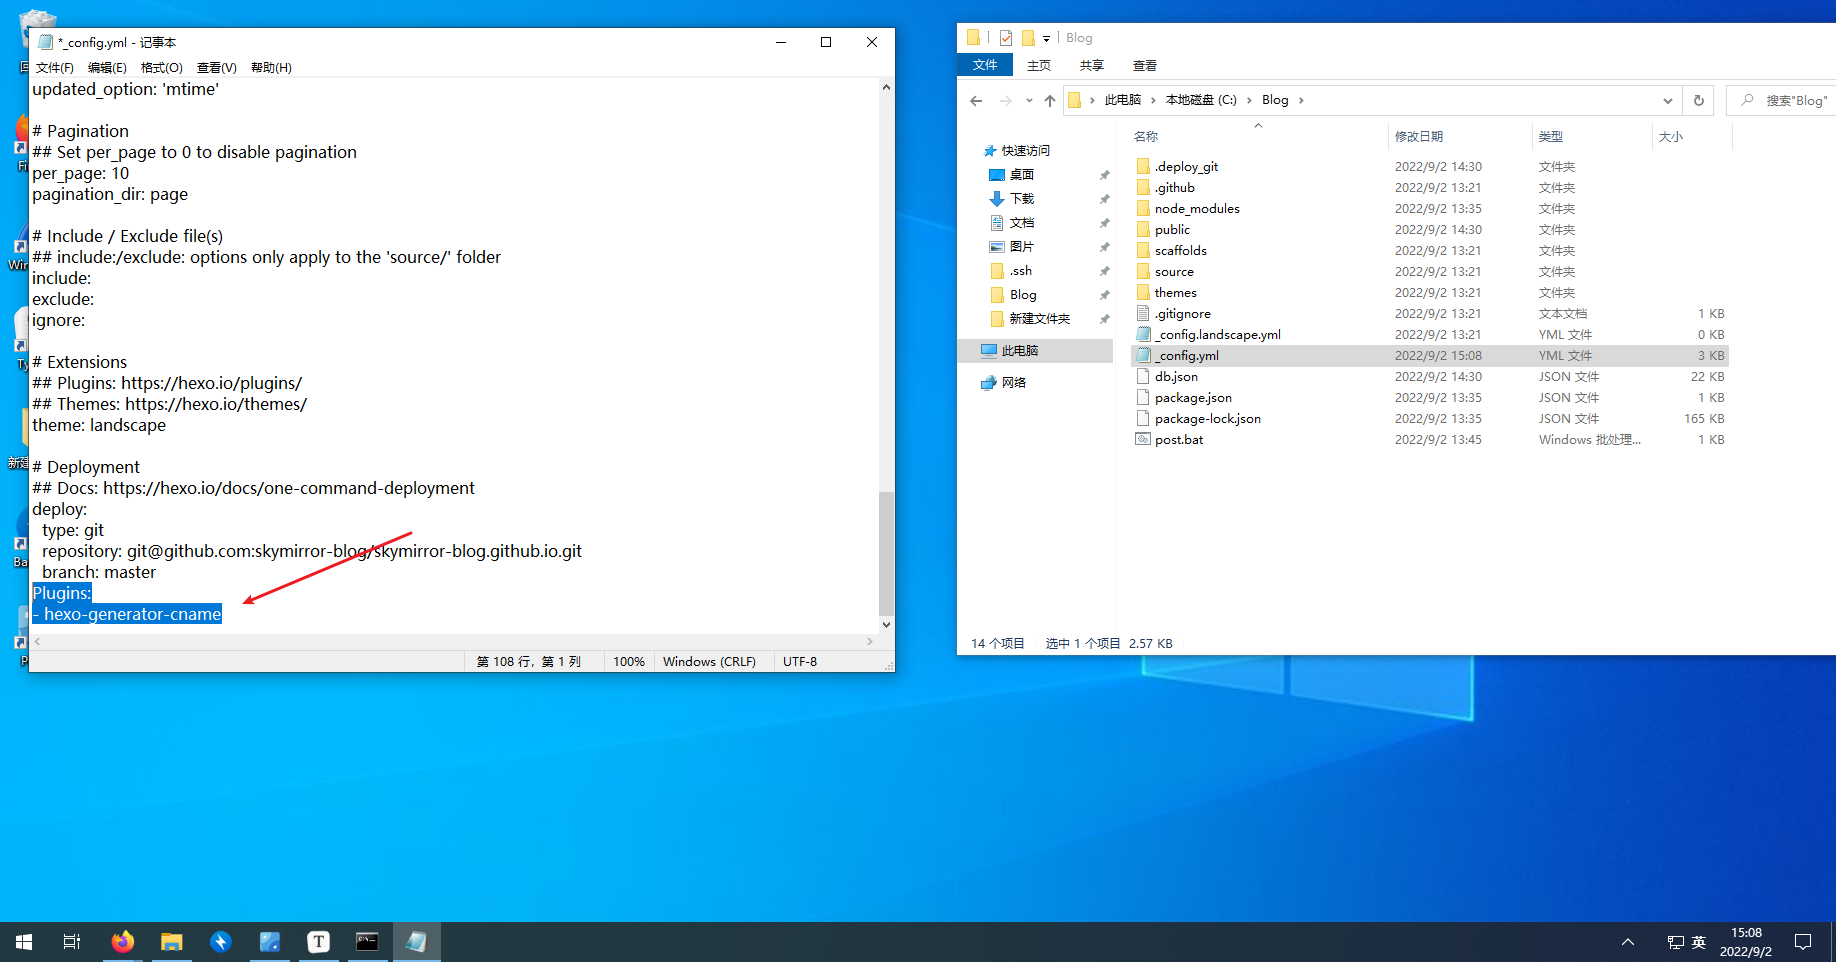 *_config.yml - 记事本
文件(F) 编辑(E) 格式(O) 查看(V) 帮助(H)
updated_option: 'mtime'
# Pagination
## Set per_page to 0 to disable pagination
per_page: 10
pagination_dir: page
# Include / Exclude file(s)
## include:/exclude: options only apply to the 'source/' folder
include:
exclude:
ignore:
# Extensions
## Plugins: https://hexo.io/plugins/
## Themes: https://hexo.io/themes/
theme: landscape
# Deployment
## Docs: https://hexo.io/docs/one-command-deployment
deploy:
type: git
repository: git@github.com:skymirror-blog/skymirror-blog.github.io.git
branch: master
Plugins:
- hexo-generator-cname
第 108 行，第 1 列 100% Windows (CRLF) UTF-8
Blog
文件 主页 共享 查看
此电脑 本地磁盘 (C:) Blog
搜索"Blog"
快速访问
桌面
下载
文档
图片
.ssh
Blog
新建文件夹
此电脑
网络
名称 修改日期 类型 大小
.deploy_git 2022/9/2 14:30 文件夹
.github 2022/9/2 13:21 文件夹
node_modules 2022/9/2 13:35 文件夹
public 2022/9/2 14:30 文件夹
scaffolds 2022/9/2 13:21 文件夹
source 2022/9/2 13:21 文件夹
themes 2022/9/2 13:21 文件夹
.gitignore 2022/9/2 13:21 文本文档 1 KB
_config.landscape.yml 2022/9/2 13:21 YML 文件 0 KB
_config.yml 2022/9/2 15:08 YML 文件 3 KB
db.json 2022/9/2 14:30 JSON 文件 22 KB
package.json 2022/9/2 13:35 JSON 文件 1 KB
package-lock.json 2022/9/2 13:35 JSON 文件 165 KB
post.bat 2022/9/2 13:45 Windows 批处理... 1 KB
14 个项目 选中 1 个项目 2.57 KB
T
英
15:08
2022/9/2